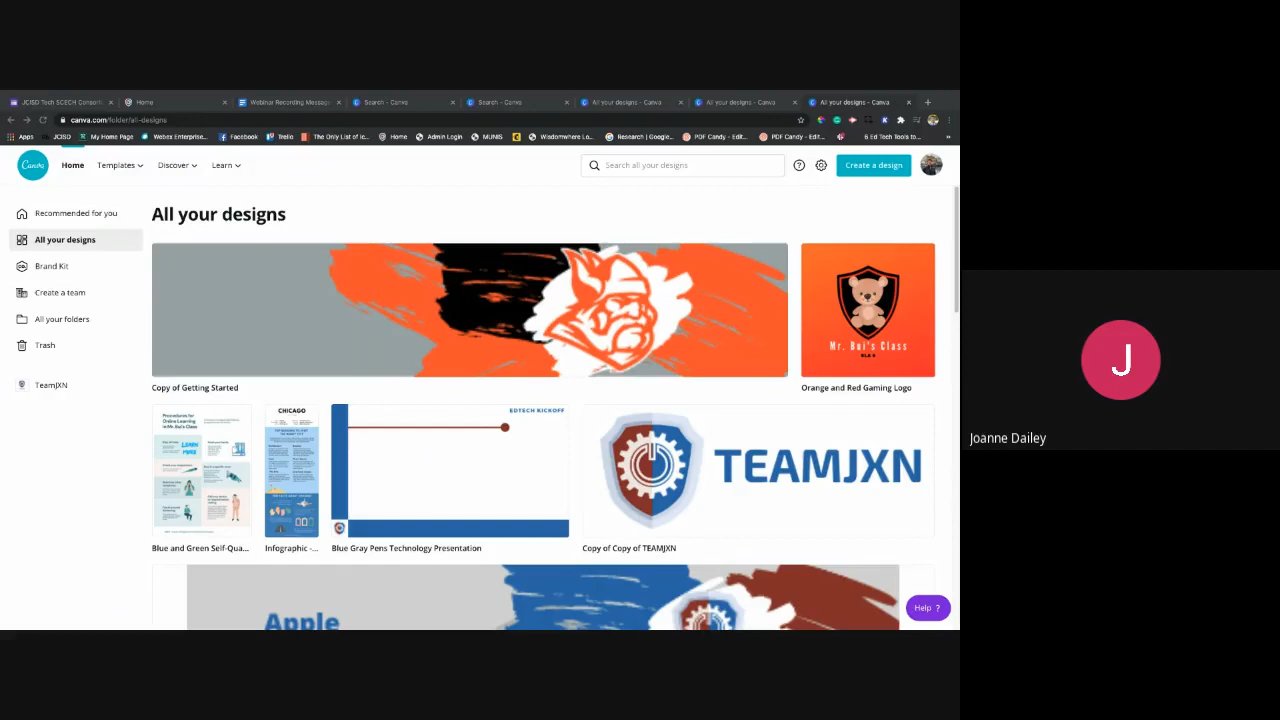 JCISD Tech SCECH Consorti
Home
Webinar Recording Message
Search - Canva
Search - Canva
All your designs - Canva
All your designs - Canva
All your designs - Canva
canva.com/folder/all-designs
Apps
JCISD
My Home Page
Webex Enterprise...
Facebook
Trello
The Only List of Ic...
Home
Admin Login
MUNIS
Wisdomwhere Lo...
Research | Google...
PDF Candy - Edit...
PDF Candy - Edit...
6 Ed Tech Tools to...
Canva
Home
Templates
Discover
Learn
Search all your designs
Create a design
Recommended for you
All your designs
Brand Kit
Create a team
All your folders
Trash
TeamJXN
All your designs
Mr. Bui's Class
ELA 6
Copy of Getting Started
Orange and Red Gaming Logo
Procedures for
Online Learning
in Mr. Bui's Class
CHICAGO
EDTECH KICKOFF
TEAMJXN
Blue and Green Self-Qua...
Infographic -...
Blue Gray Pens Technology Presentation
Copy of Copy of TEAMJXN
Apple
Help ?
J
Joanne Dailey